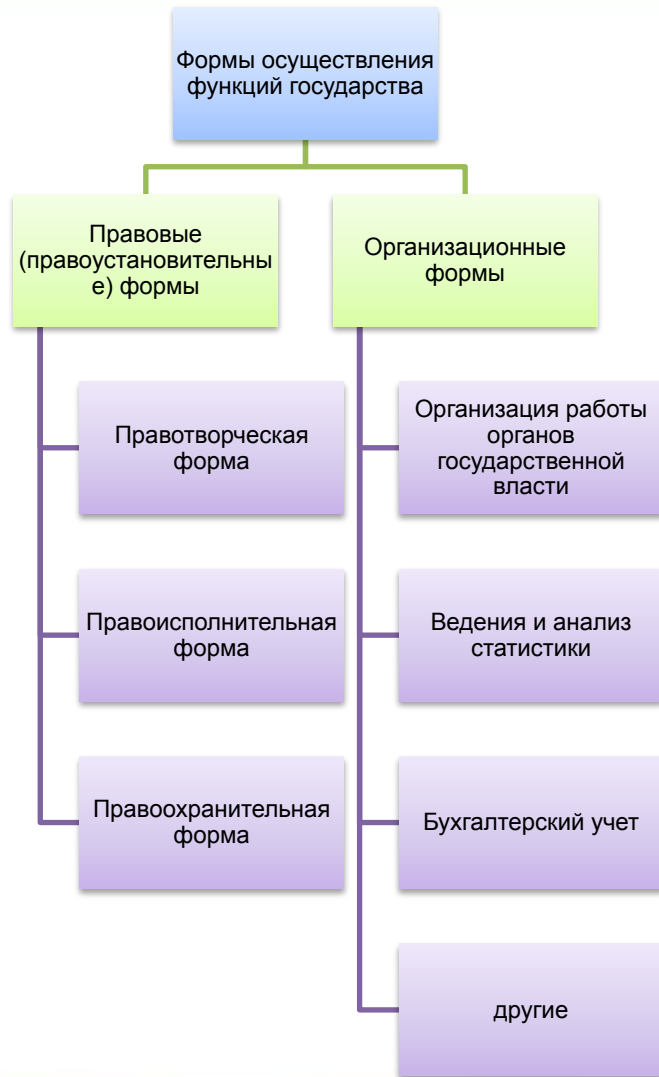 Формы осуществления
функций государства
Правовые
(правоустановительны
е) формы
Правотворческая
форма
Правоисполнительная
форма
Правоохранительная
форма
Организационные
формы
Организация работы
органов
государственной
власти
Ведения и анализ
статистики
Бухгалтерский учет
другие